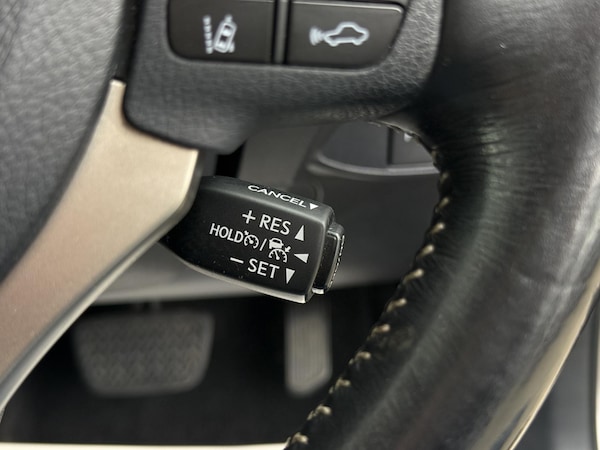 CANCEL▼
+ RES ▲
HOLD /
− SET ▼